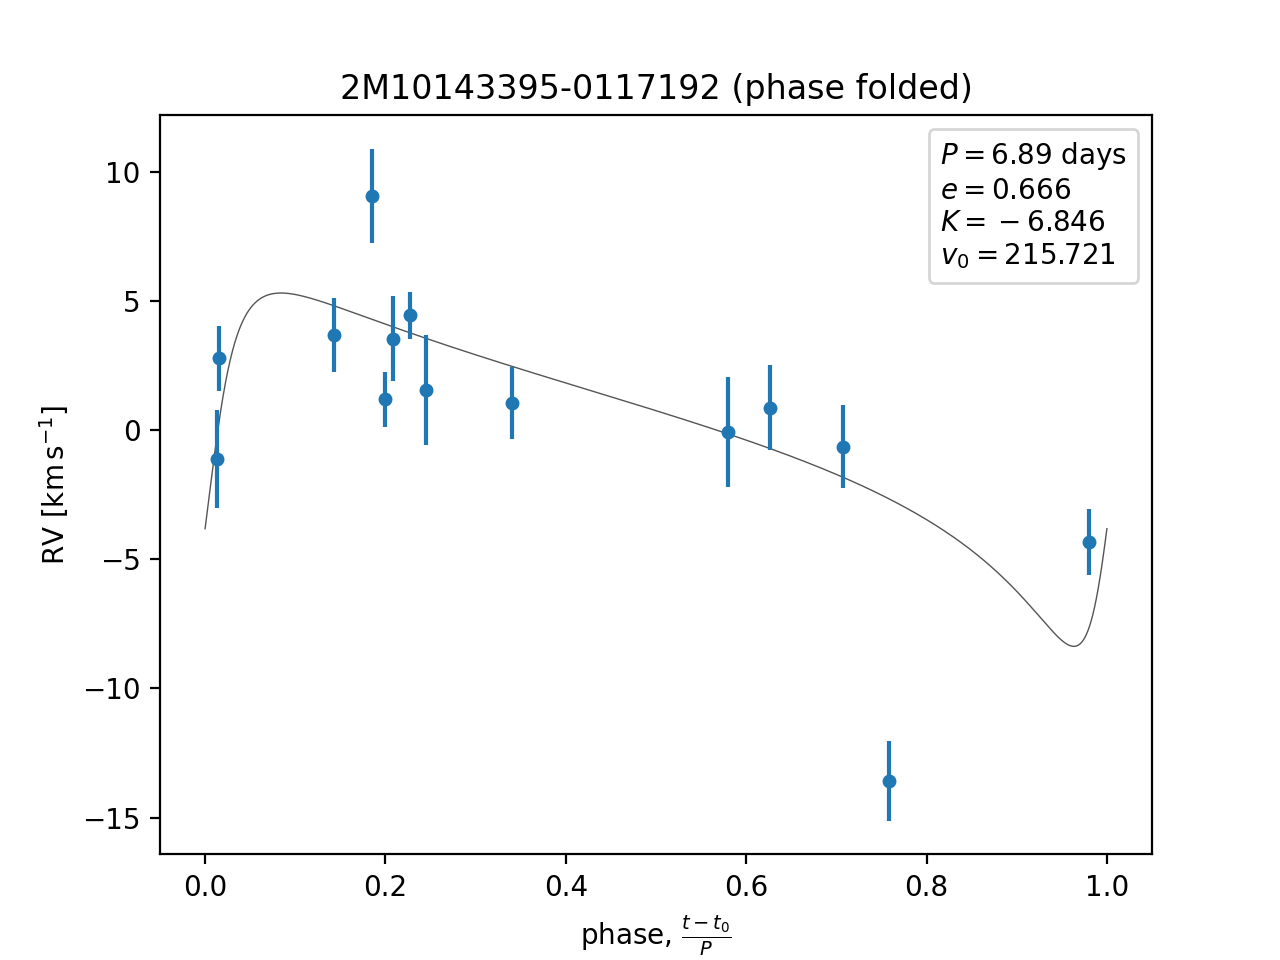 2M10143395-0117192 (phase folded)
P = 6.89 days
e = 0.666
K = −6.846
v₀ = 215.721
10
5
0
−5
−10
−15
RV [km s⁻¹]
0.0 0.2 0.4 0.6 0.8 1.0
phase, (t − t₀)/P